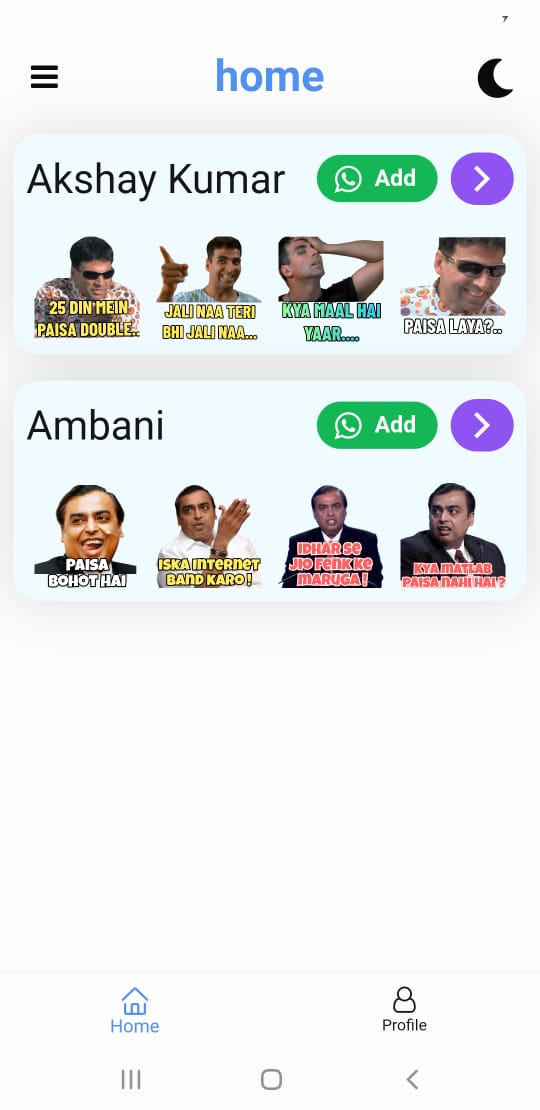 home
Akshay Kumar
Add
25 DIN MEIN
PAISA DOUBLE..
JALI NAA TERI
BHI JALI NAA...
KYA MAAL HAI
YAAR....
PAISA LAYA?..
Ambani
Add
PAISA
BOHOT HAI
ISKA INTERNET
BAND KARO !
IDHAR SE
JIO FENK KE
MARUGA !
KYA MATLAB
PAISA NAHI HAI ?
Home
Profile